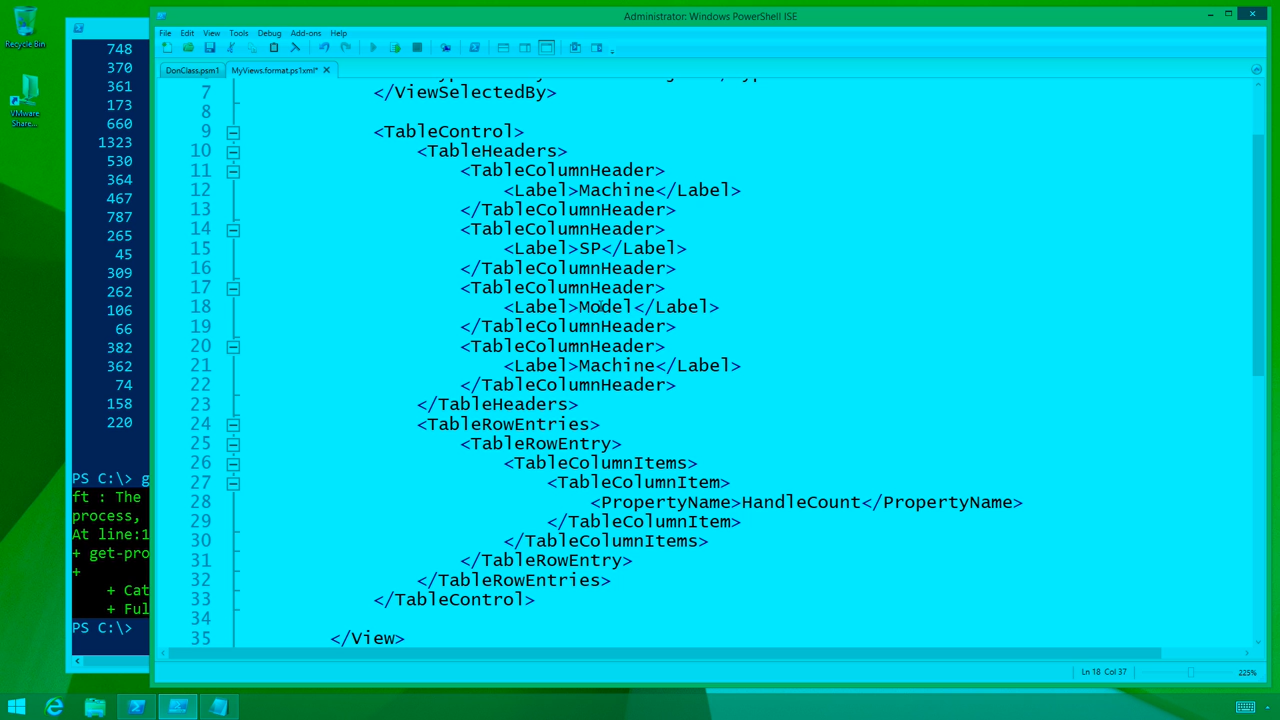 Recycle Bin
VMware
Share...
Administrator: Windows PowerShell ISE
File Edit View Tools Debug Add-ons Help
DonClass.psm1 MyViews.format.ps1xml*
7 </ViewSelectedBy>
8
9 <TableControl>
10 <TableHeaders>
11 <TableColumnHeader>
12 <Label>Machine</Label>
13 </TableColumnHeader>
14 <TableColumnHeader>
15 <Label>SP</Label>
16 </TableColumnHeader>
17 <TableColumnHeader>
18 <Label>Model</Label>
19 </TableColumnHeader>
20 <TableColumnHeader>
21 <Label>Machine</Label>
22 </TableColumnHeader>
23 </TableHeaders>
24 <TableRowEntries>
25 <TableRowEntry>
26 <TableColumnItems>
27 <TableColumnItem>
28 <PropertyName>HandleCount</PropertyName>
29 </TableColumnItem>
30 </TableColumnItems>
31 </TableRowEntry>
32 </TableRowEntries>
33 </TableControl>
34
35 </View>
Ln 18 Col 37 225%
748
370
361
173
660
1323
530
364
467
787
265
45
309
262
106
66
382
362
74
158
220
PS C:\> g
ft : The
process,
At line:1
+ get-pro
+
+ Cat
+ Ful
PS C:\>